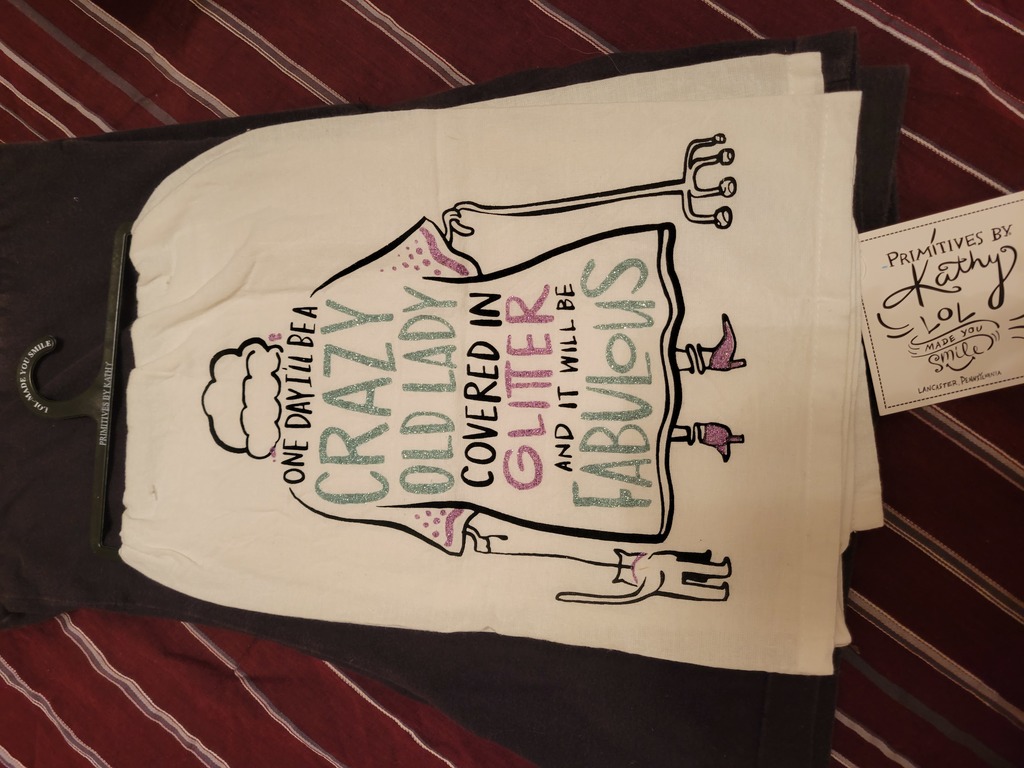 ONE DAY I'LL BE A
CRAZY
OLD LADY
COVERED IN
GLITTER
AND IT WILL BE
FABULOUS
LOL MADE YOU SMILE
PRIMITIVES BY KATHY
PRIMITIVES BY
Kathy
LOL
MADE YOU
smile
LANCASTER, PENNSYLVANIA